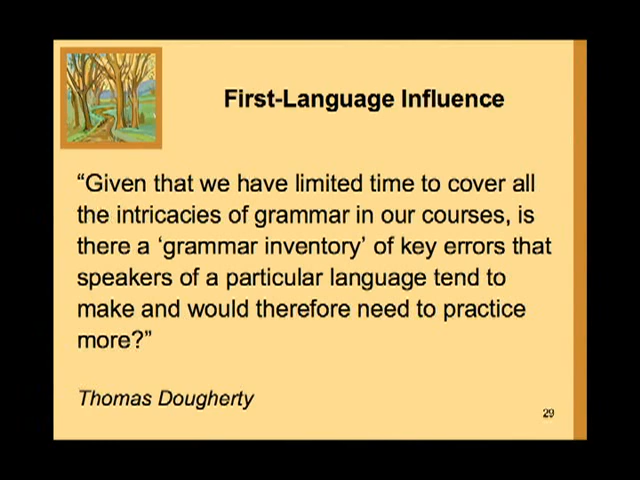 First-Language Influence
“Given that we have limited time to cover all
the intricacies of grammar in our courses, is
there a ‘grammar inventory’ of key errors that
speakers of a particular language tend to
make and would therefore need to practice
more?”
Thomas Dougherty
29